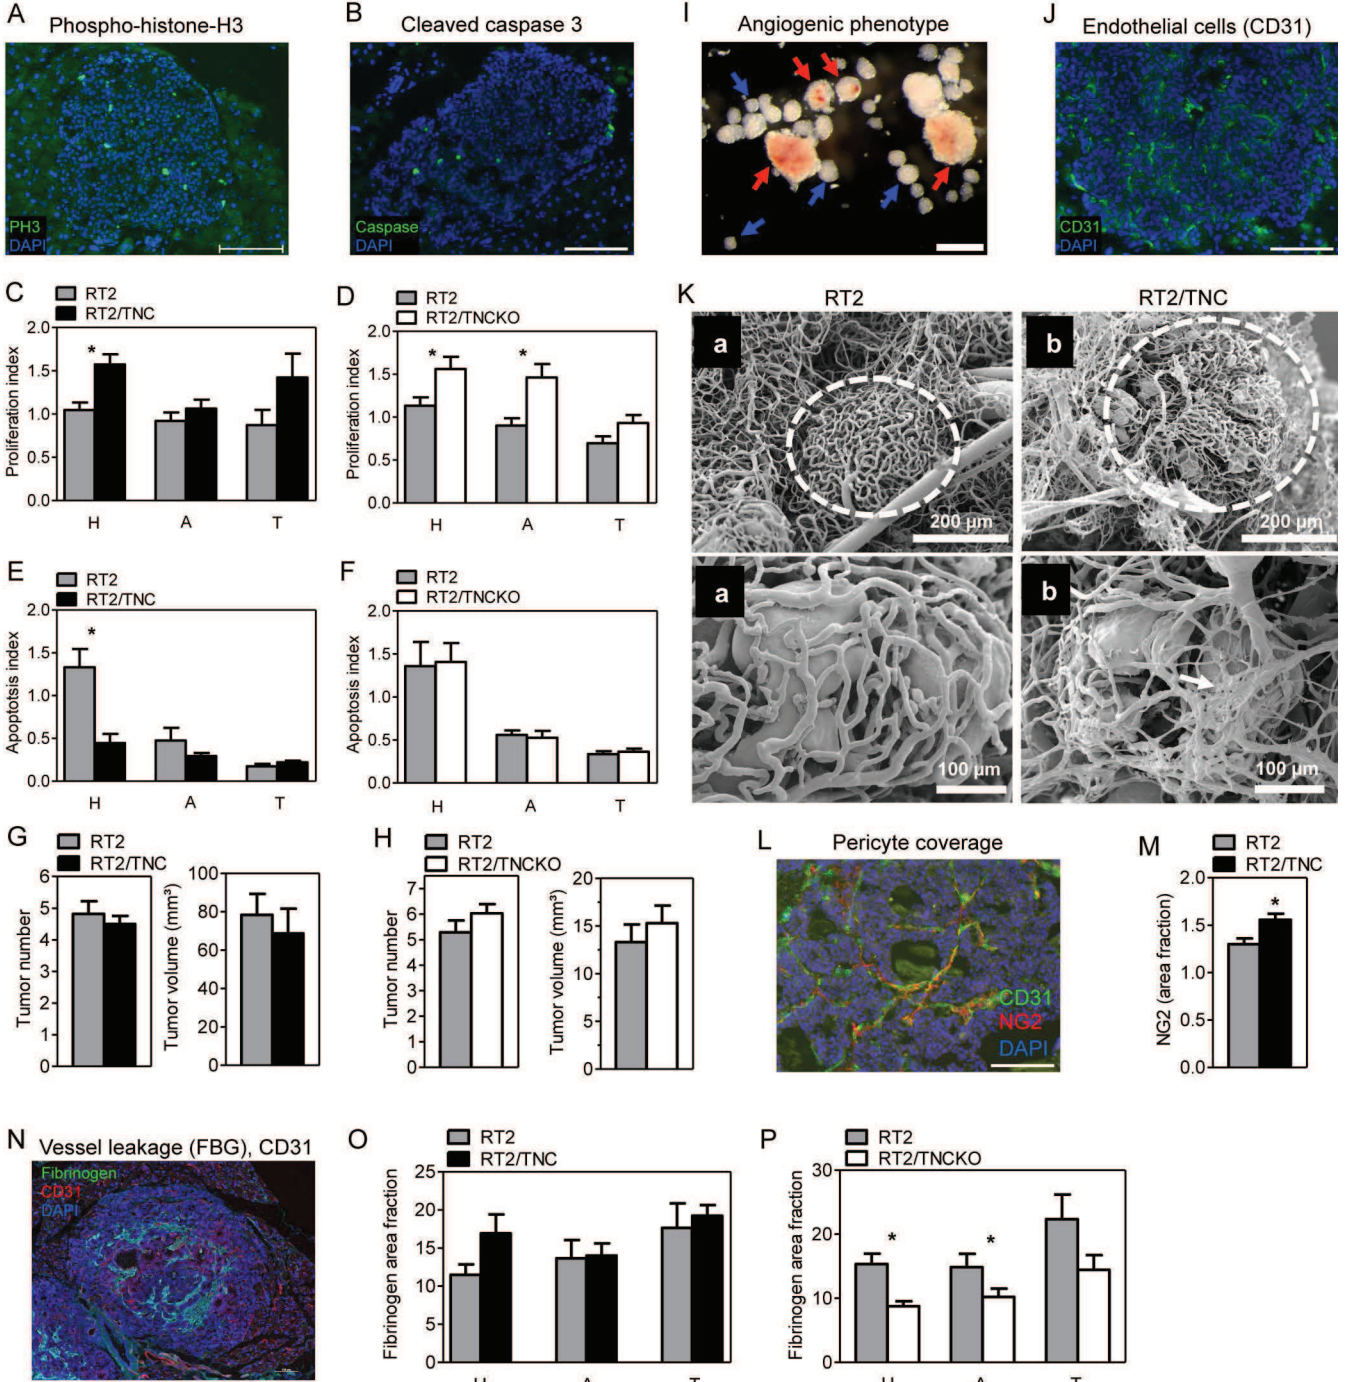 A
Phospho-histone-H3
PH3
DAPI
B
Cleaved caspase 3
Caspase
DAPI
I
Angiogenic phenotype
J
Endothelial cells (CD31)
CD31
DAPI
C
RT2
RT2/TNC
Proliferation index
2.0
1.5
1.0
0.5
0.0
H A T
D
RT2
RT2/TNCKO
Proliferation index
2.0
1.5
1.0
0.5
0.0
* *
H A T
K
RT2
RT2/TNC
a
200 µm
b
200 µm
a
100 µm
b
100 µm
E
RT2
RT2/TNC
Apoptotsis index
2.0
1.5
1.0
0.5
0.0
*
H A T
F
RT2
RT2/TNCKO
Apoptosis index
2.0
1.5
1.0
0.5
0.0
H A T
G
RT2
RT2/TNC
Tumor number
6
5
4
3
2
1
0
Tumor volume (mm³)
100
80
60
40
20
0
H
RT2
RT2/TNCKO
Tumor number
7
6
5
4
3
2
1
0
Tumor volume (mm³)
20
15
10
5
0
L
Pericyte coverage
CD31
NG2
DAPI
M
RT2
RT2/TNC
NG2 (area fraction)
2.0
1.5
1.0
0.5
0.0
*
N
Vessel leakage (FBG), CD31
Fibrinogen
CD31
DAPI
O
RT2
RT2/TNC
Fibrinogen area fraction
25
20
15
10
5
0
H A T
P
RT2
RT2/TNCKO
Fibrinogen area fraction
30
20
10
0
* *
H A T